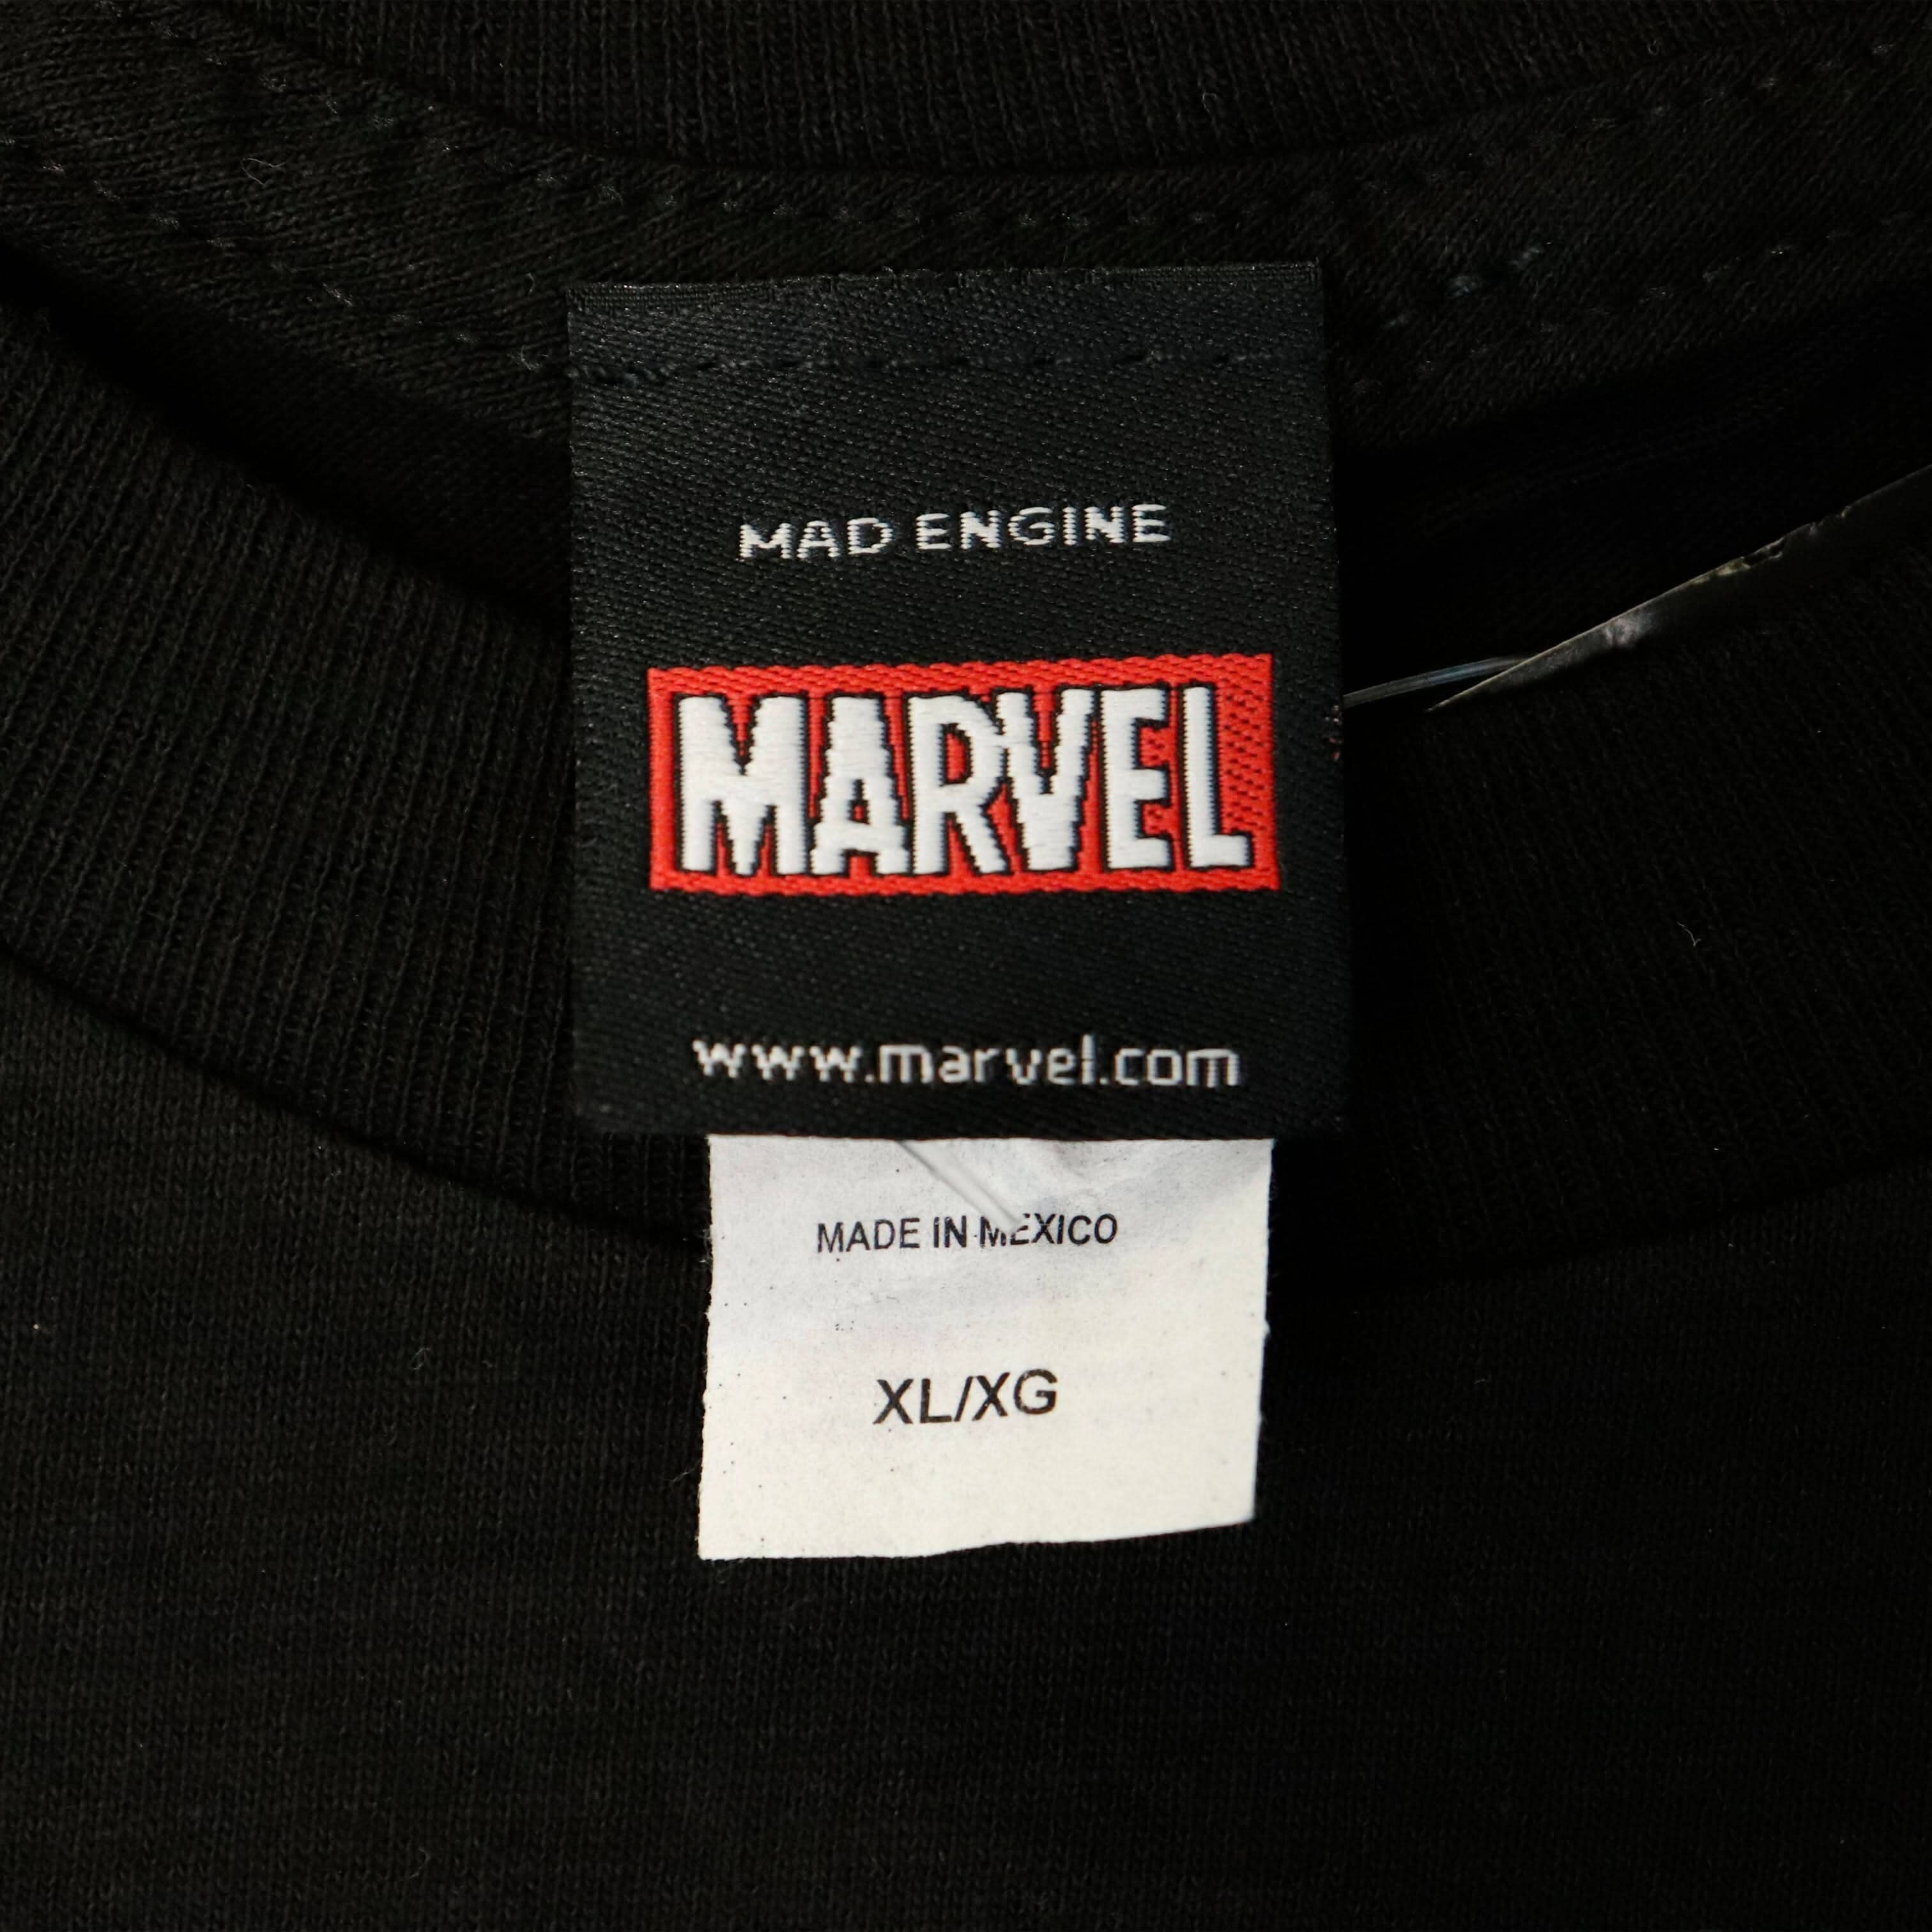 MAD ENGINE
MARVEL
www.marvel.com
MADE IN MEXICO
XL/XG